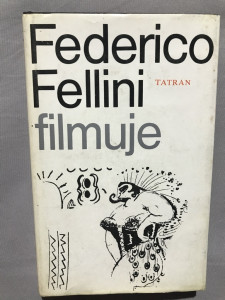 Federico
Fellini
TATRAN
filmuje